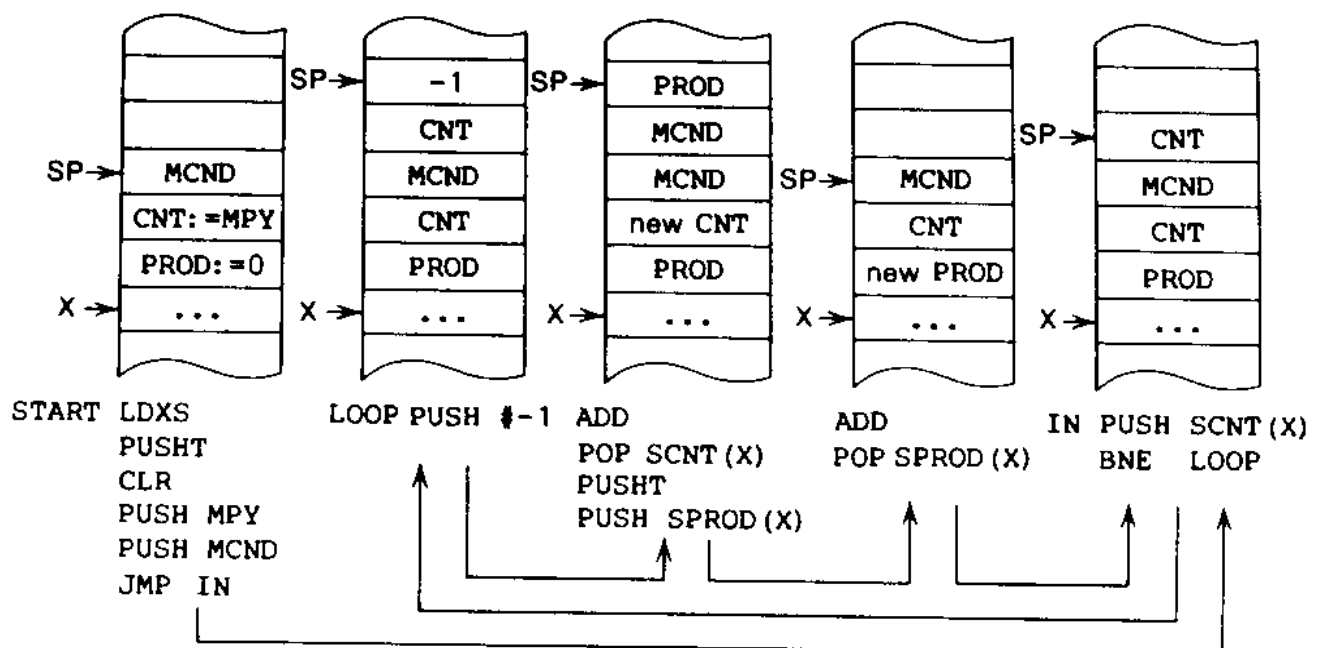 SP→ -1
SP→ PROD
CNT
MCND
SP→ CNT
SP→ MCND
MCND
MCND
SP→ MCND
MCND
CNT:=MPY
CNT
new CNT
CNT
CNT
PROD:=0
PROD
PROD
new PROD
PROD
X→ ...
X→ ...
X→ ...
X→ ...
X→ ...
START LDXS
PUSHT
CLR
PUSH MPY
PUSH MCND
JMP IN
LOOP PUSH #-1
ADD
POP SCNT(X)
PUSHT
PUSH SPROD(X)
ADD
POP SPROD(X)
IN PUSH SCNT(X)
BNE LOOP